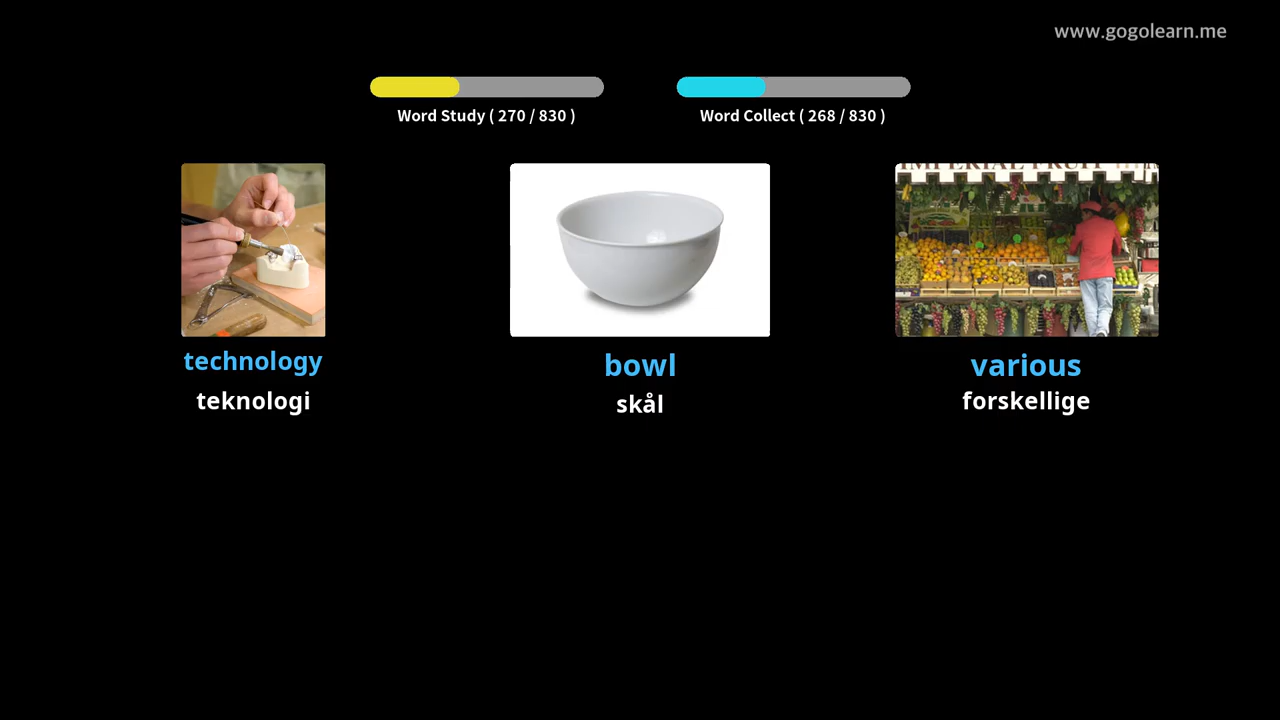 www.gogolearn.me
Word Study ( 270 / 830 )
Word Collect ( 268 / 830 )
technology
bowl
various
teknologi
skål
forskellige